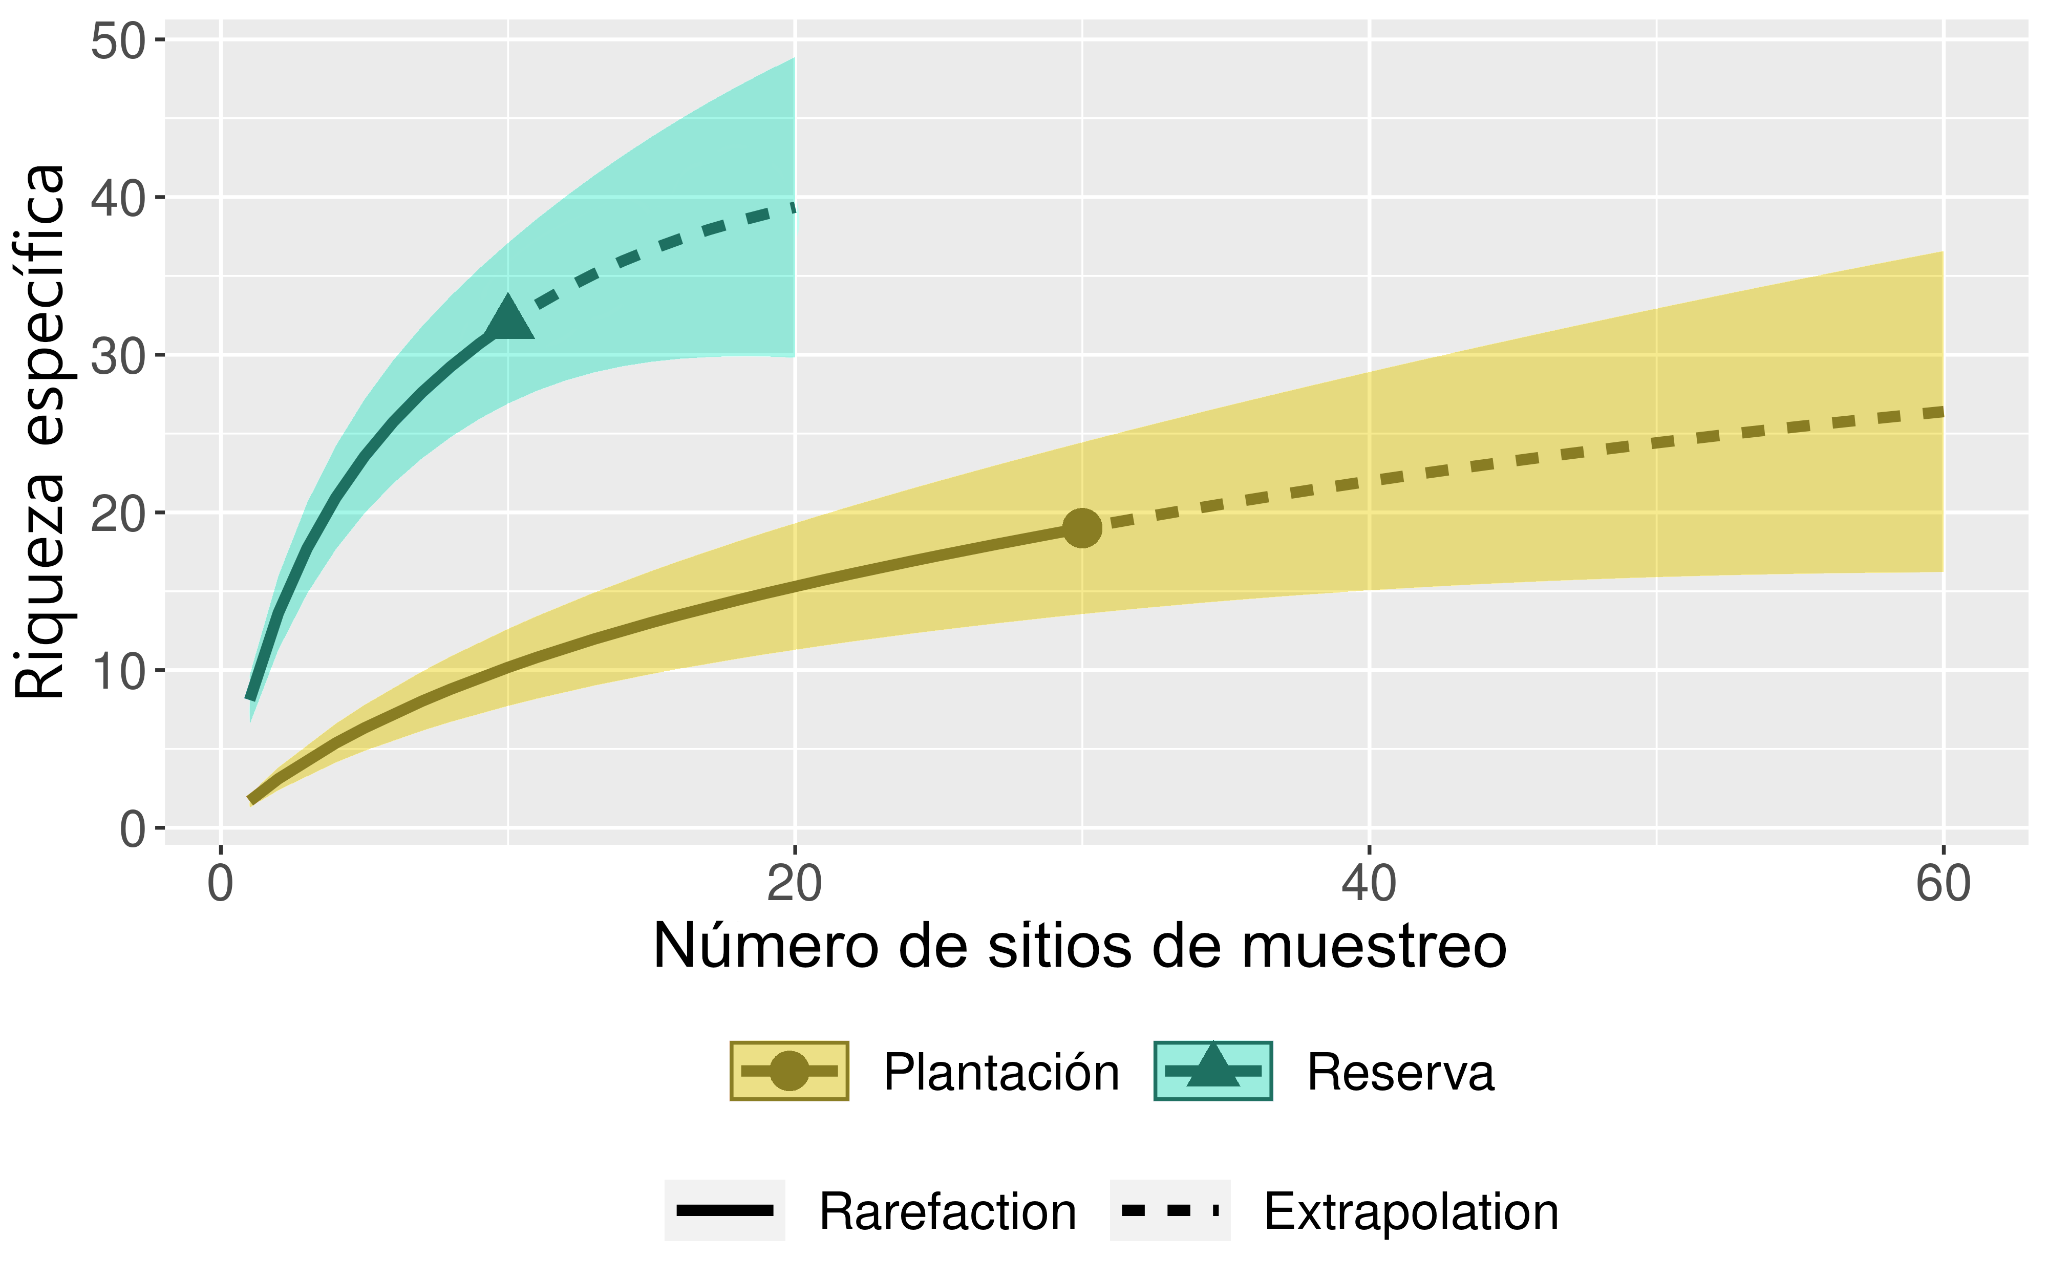 Riqueza específica
50
40
30
20
10
0
0 20 40 60
Número de sitios de muestreo
Plantación Reserva
Rarefaction Extrapolation